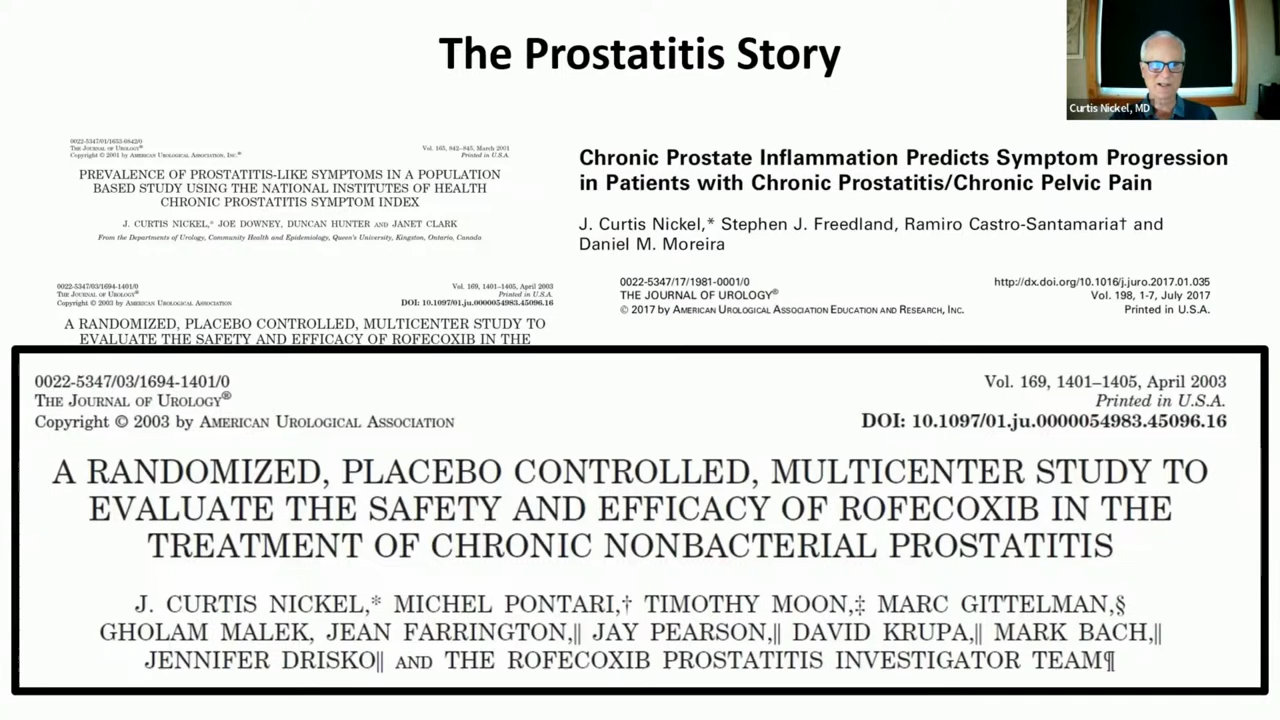 The Prostatitis Story
Curtis Nickel, MD
0022-5347/01/1653-0842/0
THE JOURNAL OF UROLOGY®
Copyright © 2001 by AMERICAN UROLOGICAL ASSOCIATION, INC.®
Vol. 165, 842–845, March 2001
Printed in U.S.A.
PREVALENCE OF PROSTATITIS-LIKE SYMPTOMS IN A POPULATION
BASED STUDY USING THE NATIONAL INSTITUTES OF HEALTH
CHRONIC PROSTATITIS SYMPTOM INDEX
J. CURTIS NICKEL,* JOE DOWNEY, DUNCAN HUNTER AND JANET CLARK
From the Departments of Urology, Community Health and Epidemiology, Queen's University, Kingston, Ontario, Canada
Chronic Prostate Inflammation Predicts Symptom Progression
in Patients with Chronic Prostatitis/Chronic Pelvic Pain
J. Curtis Nickel,* Stephen J. Freedland, Ramiro Castro-Santamaria† and
Daniel M. Moreira
0022-5347/17/1981-0001/0
THE JOURNAL OF UROLOGY®
© 2017 by AMERICAN UROLOGICAL ASSOCIATION EDUCATION AND RESEARCH, INC.
http://dx.doi.org/10.1016/j.juro.2017.01.035
Vol. 198, 1-7, July 2017
Printed in U.S.A.
0022-5347/03/1694-1401/0
THE JOURNAL OF UROLOGY®
Copyright © 2003 by AMERICAN UROLOGICAL ASSOCIATION
Vol. 169, 1401–1405, April 2003
Printed in U.S.A.
DOI: 10.1097/01.ju.0000054983.45096.16
A RANDOMIZED, PLACEBO CONTROLLED, MULTICENTER STUDY TO
EVALUATE THE SAFETY AND EFFICACY OF ROFECOXIB IN THE
0022-5347/03/1694-1401/0
THE JOURNAL OF UROLOGY®
Copyright © 2003 by AMERICAN UROLOGICAL ASSOCIATION
Vol. 169, 1401–1405, April 2003
Printed in U.S.A.
DOI: 10.1097/01.ju.0000054983.45096.16
A RANDOMIZED, PLACEBO CONTROLLED, MULTICENTER STUDY TO
EVALUATE THE SAFETY AND EFFICACY OF ROFECOXIB IN THE
TREATMENT OF CHRONIC NONBACTERIAL PROSTATITIS
J. CURTIS NICKEL,* MICHEL PONTARI,† TIMOTHY MOON,‡ MARC GITTELMAN,§
GHOLAM MALEK, JEAN FARRINGTON,‖ JAY PEARSON,‖ DAVID KRUPA,‖ MARK BACH,‖
JENNIFER DRISKO‖ AND THE ROFECOXIB PROSTATITIS INVESTIGATOR TEAM¶